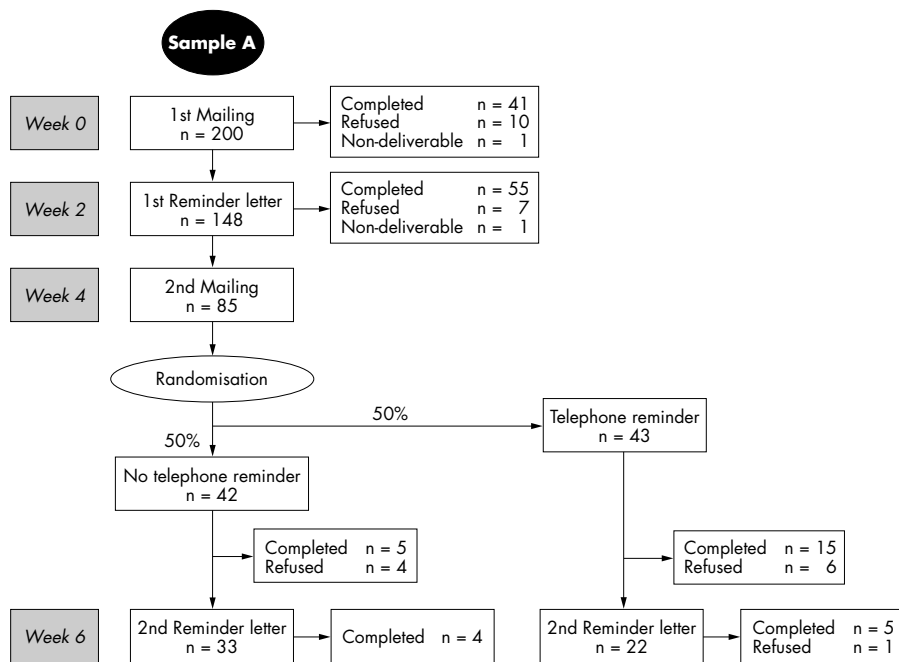 Sample A
Week 0
1st Mailing
n = 200
Completed n = 41
Refused n = 10
Non-deliverable n = 1
Week 2
1st Reminder letter
n = 148
Completed n = 55
Refused n = 7
Non-deliverable n = 1
Week 4
2nd Mailing
n = 85
Randomisation
50%
50%
Telephone reminder
n = 43
No telephone reminder
n = 42
Completed n = 5
Refused n = 4
Completed n = 15
Refused n = 6
Week 6
2nd Reminder letter
n = 33
Completed n = 4
2nd Reminder letter
n = 22
Completed n = 5
Refused n = 1